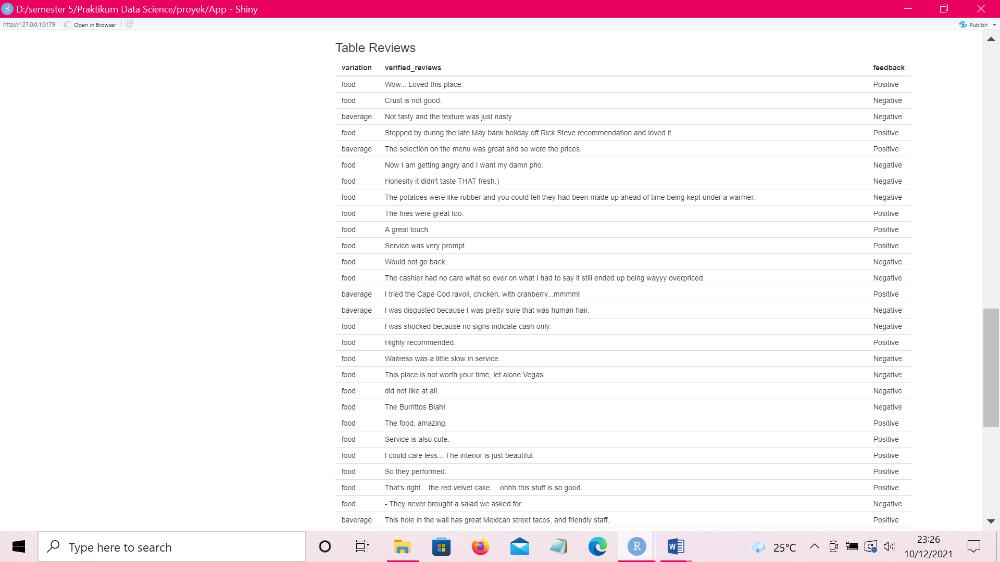 D:/semester 5/Praktikum Data Science/proyek/App - Shiny
http://127.0.0.1:3179 Open in Browser Publish
Table Reviews
variation verified_reviews feedback
food Wow... Loved this place. Positive
food Crust is not good. Negative
baverage Not tasty and the texture was just nasty. Negative
food Stopped by during the late May bank holiday off Rick Steve recommendation and loved it. Positive
baverage The selection on the menu was great and so were the prices. Positive
food Now I am getting angry and I want my damn pho. Negative
food Honeslty it didn't taste THAT fresh.) Negative
food The potatoes were like rubber and you could tell they had been made up ahead of time being kept under a warmer. Negative
food The fries were great too. Positive
food A great touch. Positive
food Service was very prompt. Positive
food Would not go back. Negative
food The cashier had no care what so ever on what I had to say it still ended up being wayyy overpriced. Negative
baverage I tried the Cape Cod ravoli, chicken, with cranberry...mmmm! Positive
baverage I was disgusted because I was pretty sure that was human hair. Negative
food I was shocked because no signs indicate cash only. Negative
food Highly recommended. Positive
food Waitress was a little slow in service. Negative
food This place is not worth your time, let alone Vegas. Negative
food did not like at all. Negative
food The Burrittos Blah! Negative
food The food, amazing. Positive
food Service is also cute. Positive
food I could care less... The interior is just beautiful. Positive
food So they performed. Positive
food That's right....the red velvet cake.....ohhh this stuff is so good. Positive
food - They never brought a salad we asked for. Negative
baverage This hole in the wall has great Mexican street tacos, and friendly staff. Positive
Type here to search
25°C
23:26
10/12/2021